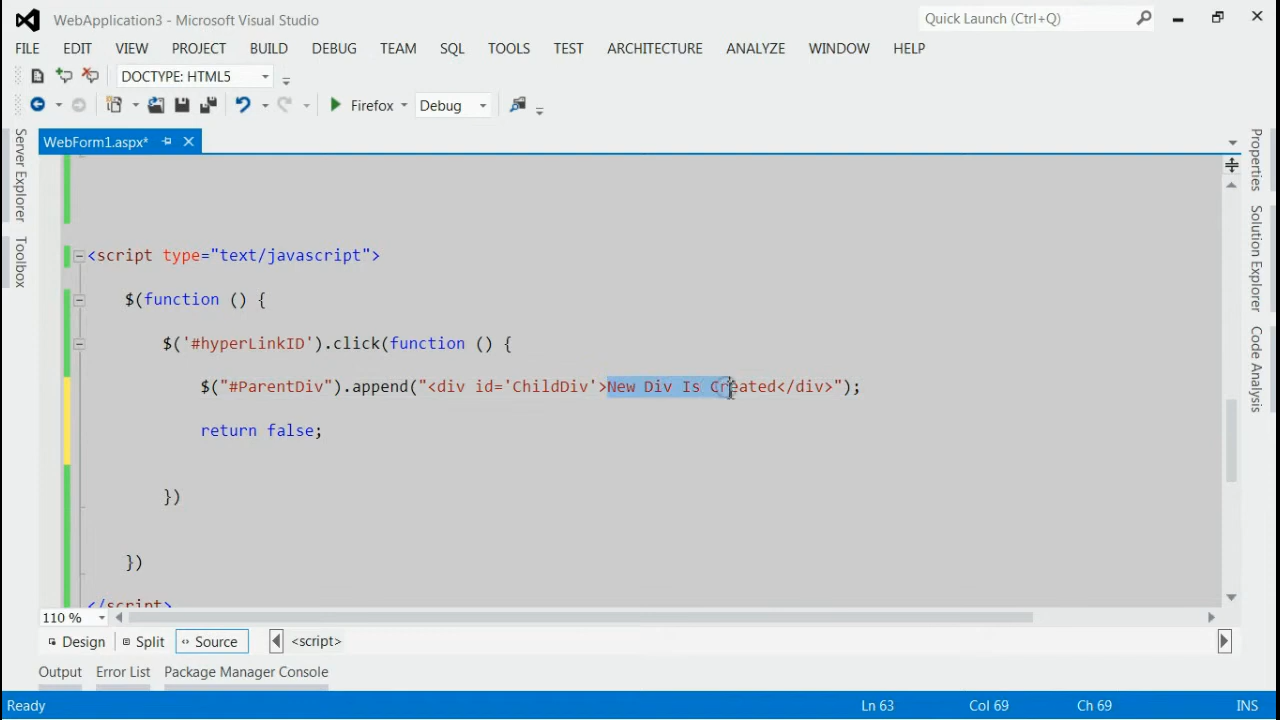 WebApplication3 - Microsoft Visual Studio
Quick Launch (Ctrl+Q)
FILE EDIT VIEW PROJECT BUILD DEBUG TEAM SQL TOOLS TEST ARCHITECTURE ANALYZE WINDOW HELP
DOCTYPE: HTML5
Firefox Debug
Server Explorer
Toolbox
WebForm1.aspx*
Properties
Solution Explorer
Code Analysis
<script type="text/javascript">
$(function () {
$('#hyperLinkID').click(function () {
$("#ParentDiv").append("<div id='ChildDiv'>New Div Is Created</div>");
return false;
})
})
</script>
110 %
Design Split Source <script>
Output Error List Package Manager Console
Ready Ln 63 Col 69 Ch 69 INS